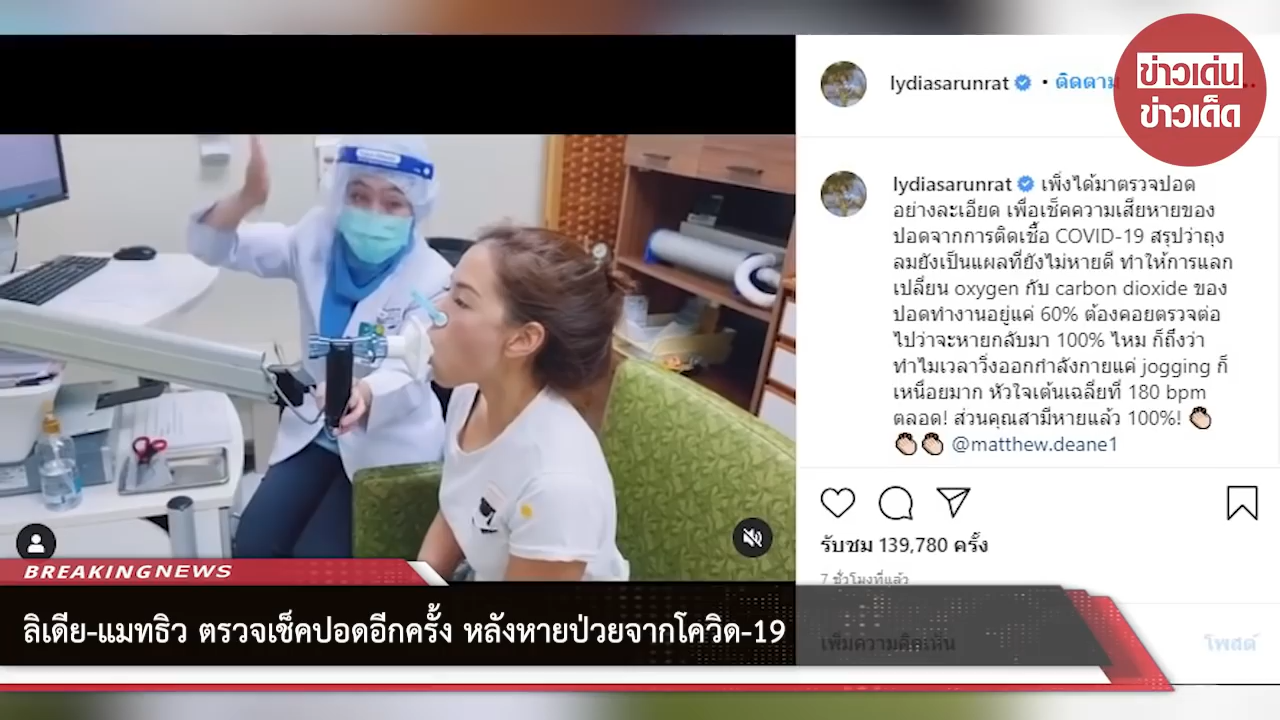 lydiasarunrat • ติดตาม
ข่าวเด่น
ข่าวเด็ด
lydiasarunrat เพิ่งได้มาตรวจปอด
อย่างละเอียด เพื่อเช็คความเสียหายของ
ปอดจากการติดเชื้อ COVID-19 สรุปว่าถุง
ลมยังเป็นแผลที่ยังไม่หายดี ทำให้การแลก
เปลี่ยน oxygen กับ carbon dioxide ของ
ปอดทำงานอยู่แค่ 60% ต้องคอยตรวจต่อ
ไปว่าจะหายกลับมา 100% ไหม ก็ถึงว่า
ทำไมเวลาวิ่งออกกำลังกายแค่ jogging ก็
เหนื่อยมาก หัวใจเต้นเฉลี่ยที่ 180 bpm
ตลอด! ส่วนคุณสามีหายแล้ว 100%! 👏
👏👏 @matthew.deane1
รับชม 139,780 ครั้ง
7 ชั่วโมงที่แล้ว
เพิ่มความคิดเห็น
โพสต์
BREAKINGNEWS
ลิเดีย-แมทธิว ตรวจเช็คปอดอีกครั้ง หลังหายป่วยจากโควิด-19